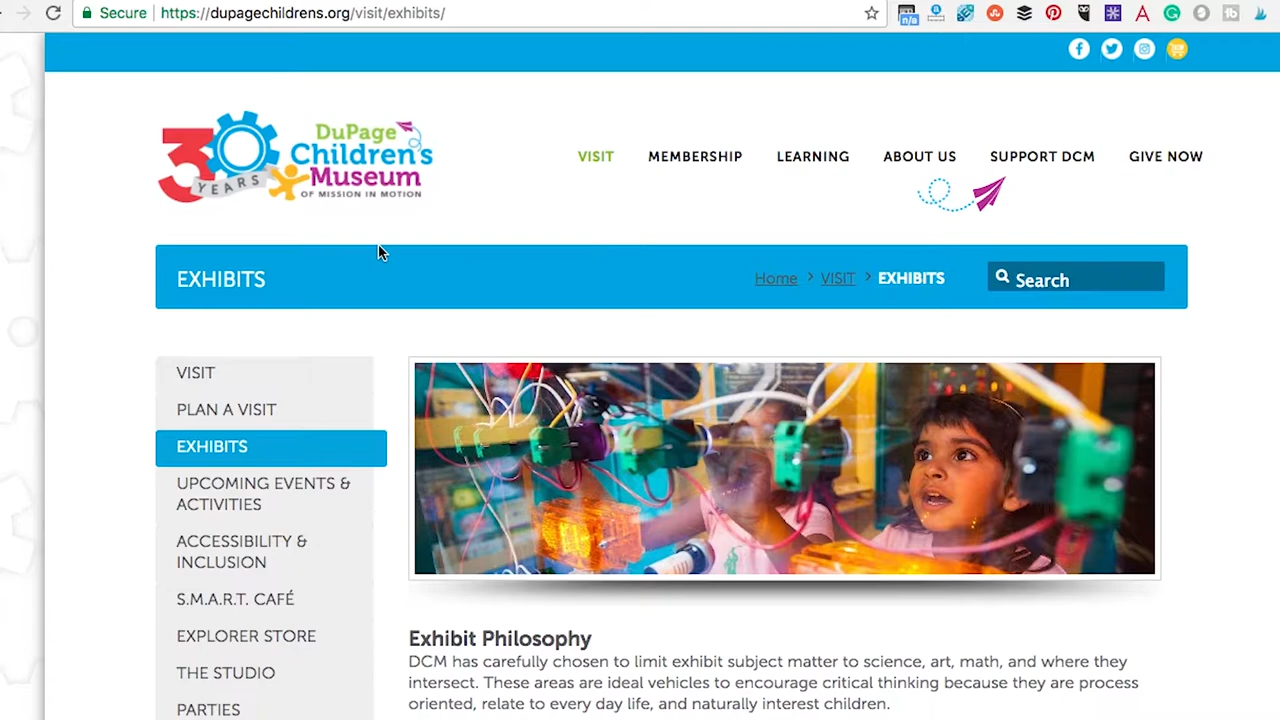 Secure https://dupagechildrens.org/visit/exhibits/
n/a
30 YEARS
DuPage
Children's
Museum
OF MISSION IN MOTION
VISIT MEMBERSHIP LEARNING ABOUT US SUPPORT DCM GIVE NOW
EXHIBITS
Home > VISIT > EXHIBITS
Search
VISIT
PLAN A VISIT
EXHIBITS
UPCOMING EVENTS &
ACTIVITIES
ACCESSIBILITY &
INCLUSION
S.M.A.R.T. CAFÉ
EXPLORER STORE
THE STUDIO
PARTIES
Exhibit Philosophy
DCM has carefully chosen to limit exhibit subject matter to science, art, math, and where they
intersect. These areas are ideal vehicles to encourage critical thinking because they are process
oriented, relate to every day life, and naturally interest children.